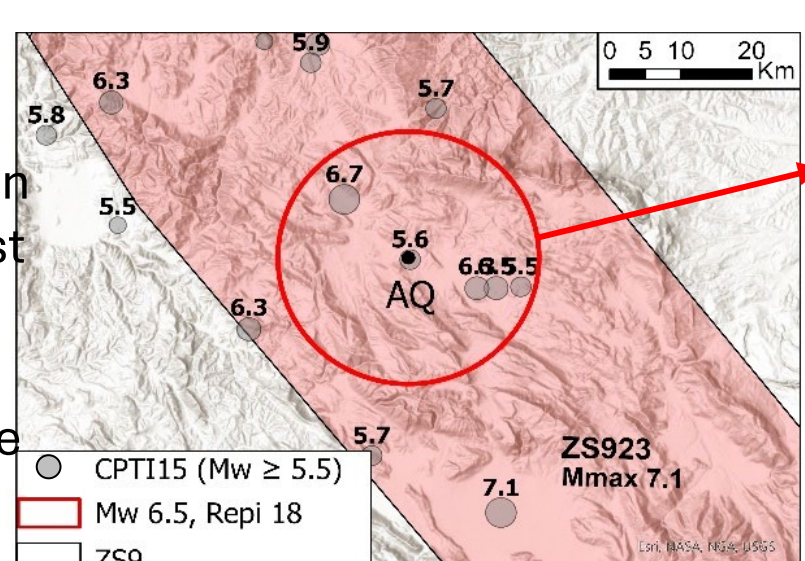 0 5 10 20
Km
5.9
6.3
5.7
5.8
n
6.7
5.5
st
5.6
5.5
AQ
6.3
e
5.7
ZS923
Mmax 7.1
7.1
CPTI15 (Mw ≥ 5.5)
Mw 6.5, Repi 18
ZS9
Esri, NASA, NGA, USGS